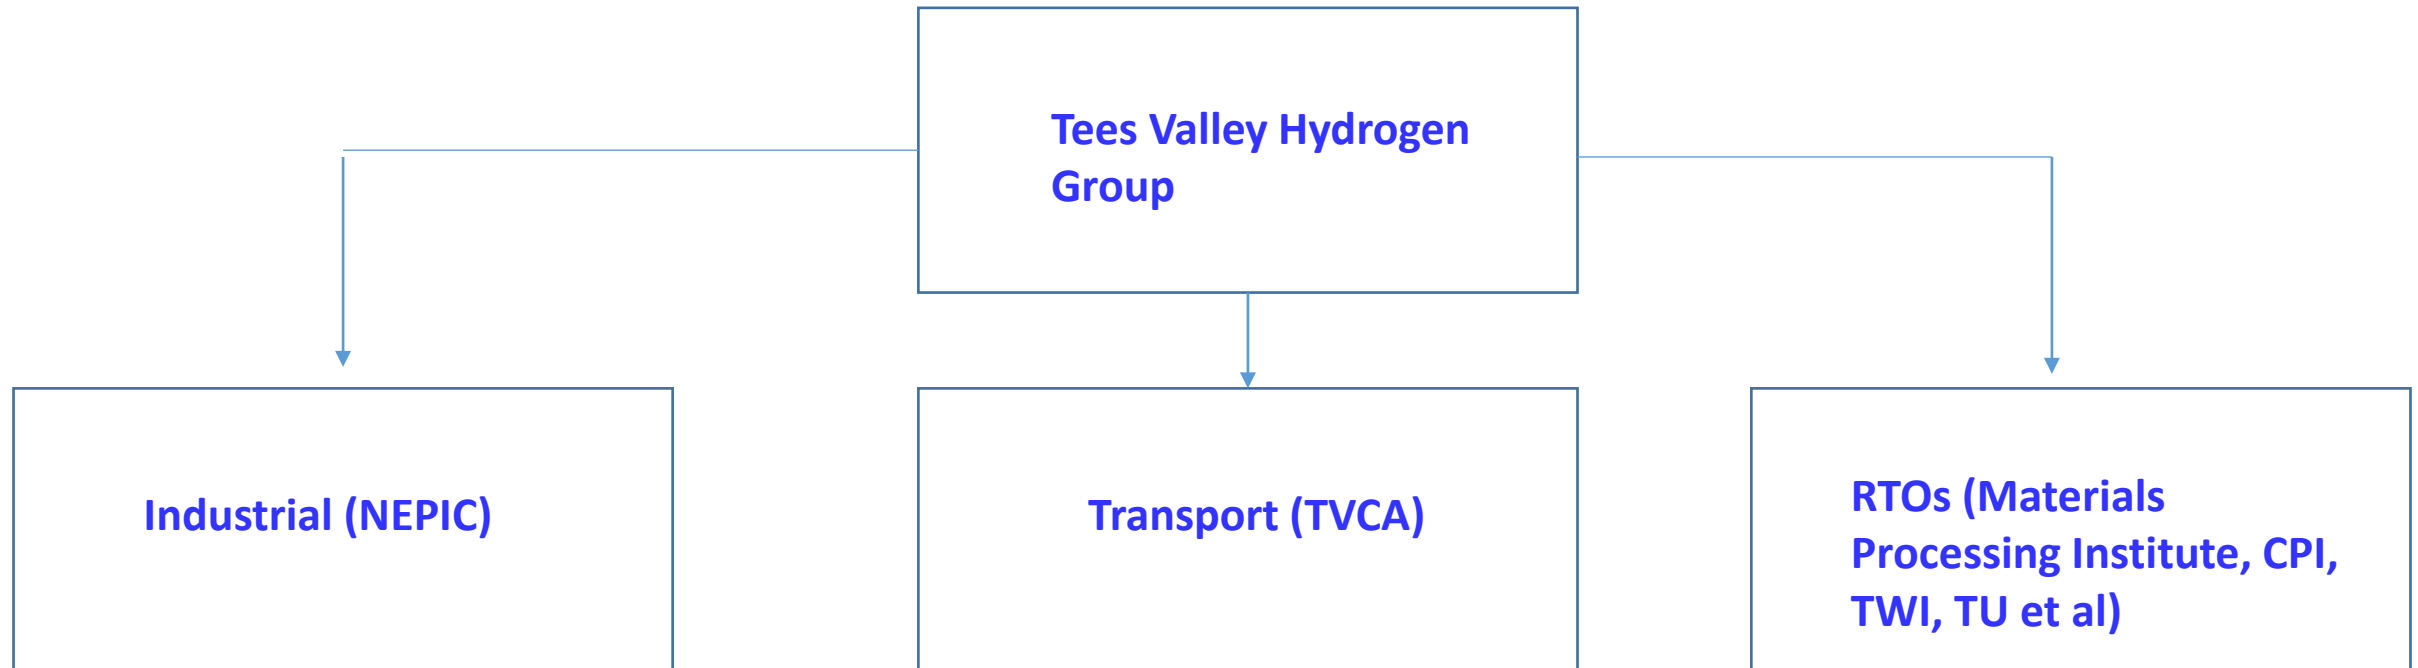 Tees Valley Hydrogen
Group
Industrial (NEPIC)
Transport (TVCA)
RTOs (Materials
Processing Institute, CPI,
TWI, TU et al)